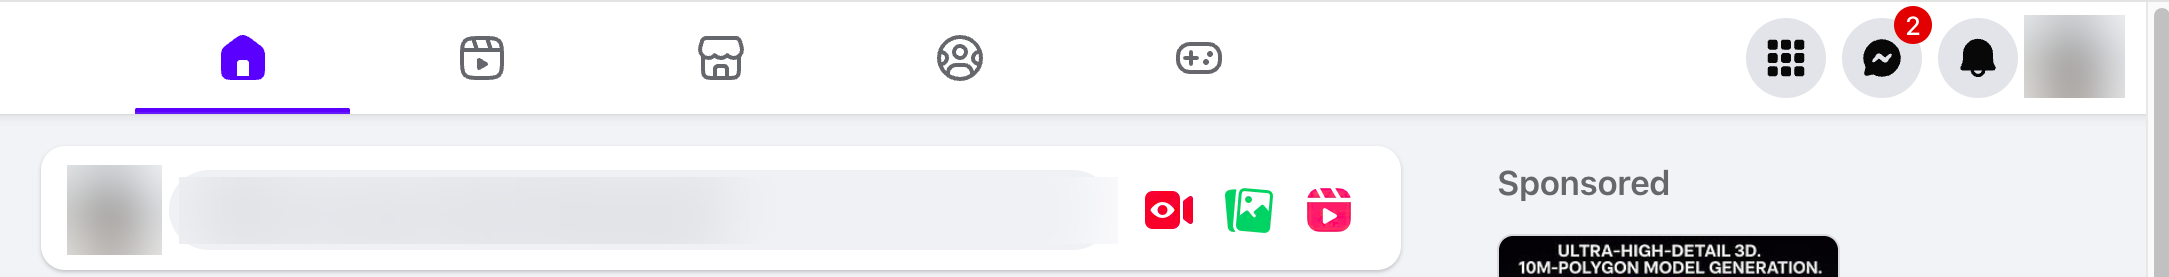 2
Sponsored
ULTRA-HIGH-DETAIL 3D.
10M-POLYGON MODEL GENERATION.